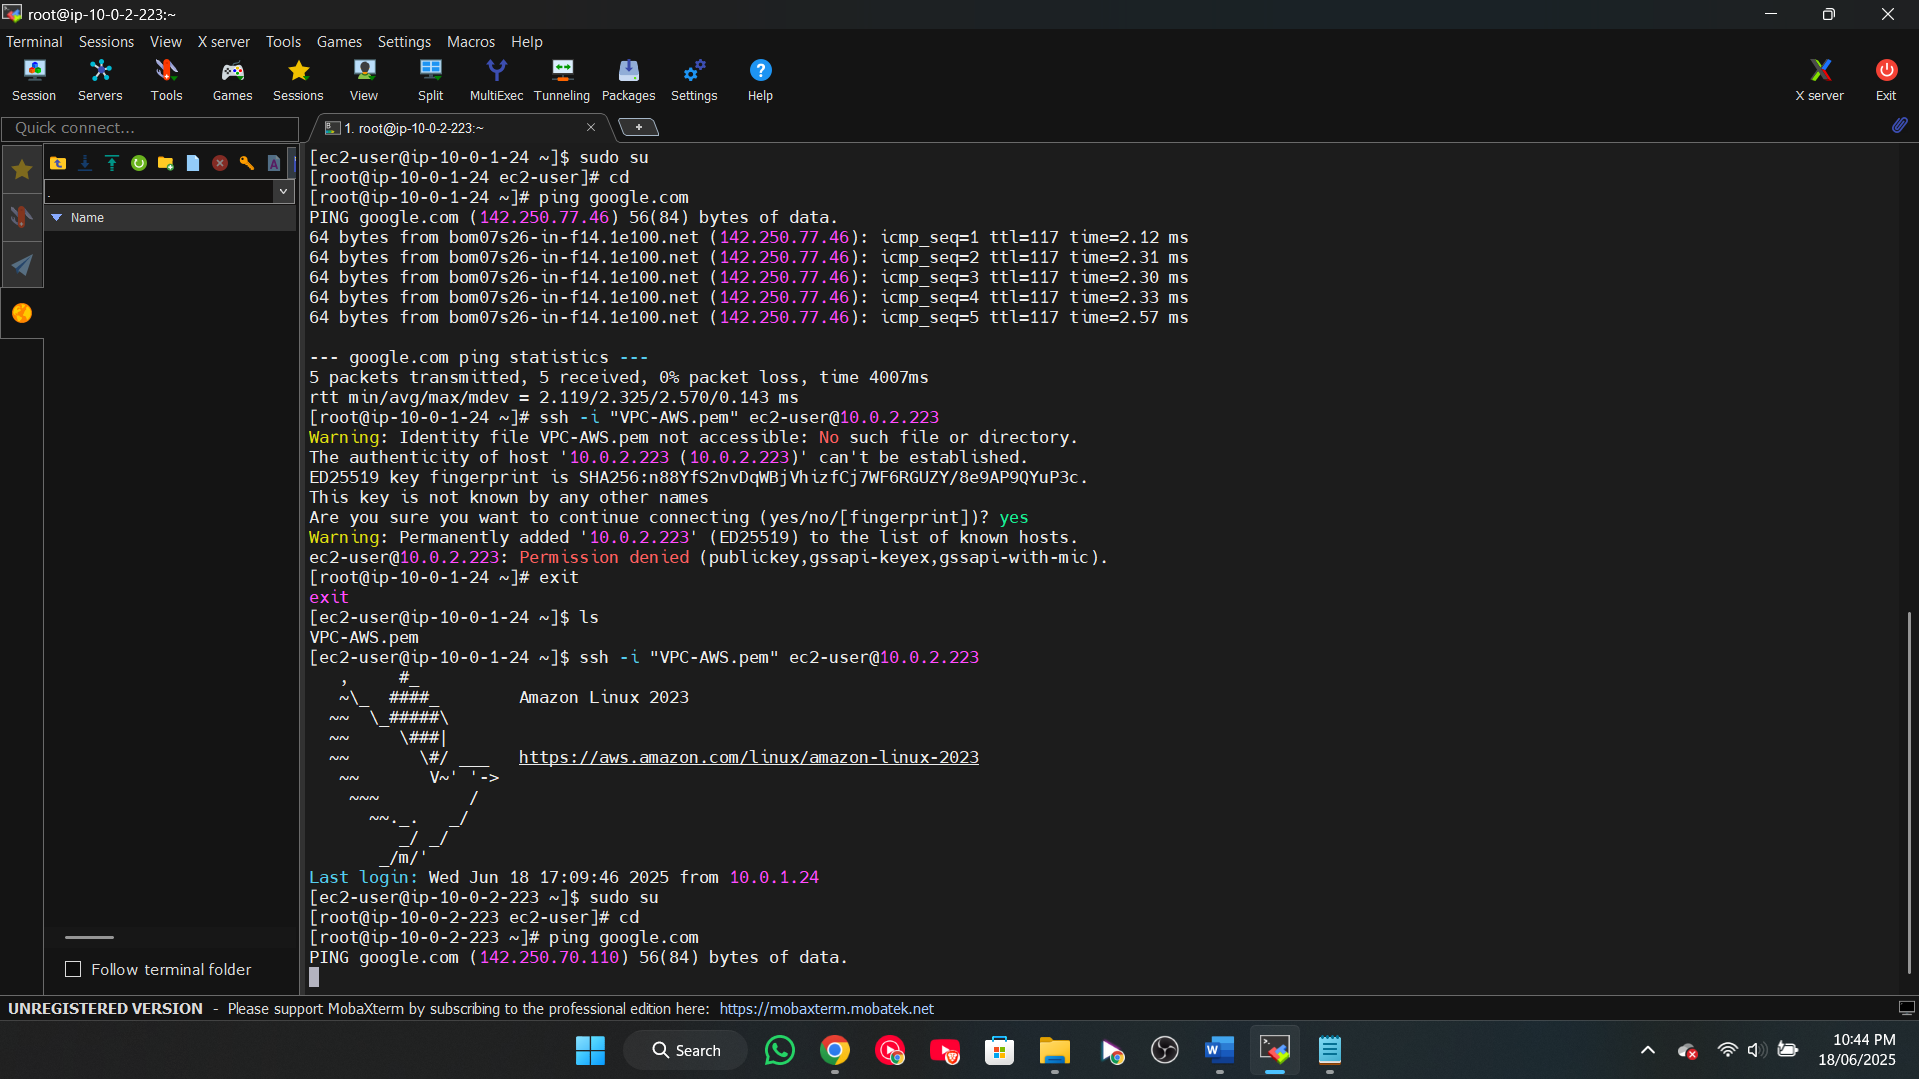 root@ip-10-0-2-223:~
Terminal Sessions View X server Tools Games Settings Macros Help
Session Servers Tools Games Sessions View Split MultiExec Tunneling Packages Settings Help X server Exit
Quick connect...
1. root@ip-10-0-2-223:~
.
Name
[ec2-user@ip-10-0-1-24 ~]$ sudo su
[root@ip-10-0-1-24 ec2-user]# cd
[root@ip-10-0-1-24 ~]# ping google.com
PING google.com (142.250.77.46) 56(84) bytes of data.
64 bytes from bom07s26-in-f14.1e100.net (142.250.77.46): icmp_seq=1 ttl=117 time=2.12 ms
64 bytes from bom07s26-in-f14.1e100.net (142.250.77.46): icmp_seq=2 ttl=117 time=2.31 ms
64 bytes from bom07s26-in-f14.1e100.net (142.250.77.46): icmp_seq=3 ttl=117 time=2.30 ms
64 bytes from bom07s26-in-f14.1e100.net (142.250.77.46): icmp_seq=4 ttl=117 time=2.33 ms
64 bytes from bom07s26-in-f14.1e100.net (142.250.77.46): icmp_seq=5 ttl=117 time=2.57 ms
--- google.com ping statistics ---
5 packets transmitted, 5 received, 0% packet loss, time 4007ms
rtt min/avg/max/mdev = 2.119/2.325/2.570/0.143 ms
[root@ip-10-0-1-24 ~]# ssh -i "VPC-AWS.pem" ec2-user@10.0.2.223
Warning: Identity file VPC-AWS.pem not accessible: No such file or directory.
The authenticity of host '10.0.2.223 (10.0.2.223)' can't be established.
ED25519 key fingerprint is SHA256:n88YfS2nvDqWBjVhizfCj7WF6RGUZY/8e9AP9QYuP3c.
This key is not known by any other names
Are you sure you want to continue connecting (yes/no/[fingerprint])? yes
Warning: Permanently added '10.0.2.223' (ED25519) to the list of known hosts.
ec2-user@10.0.2.223: Permission denied (publickey,gssapi-keyex,gssapi-with-mic).
[root@ip-10-0-1-24 ~]# exit
exit
[ec2-user@ip-10-0-1-24 ~]$ ls
VPC-AWS.pem
[ec2-user@ip-10-0-1-24 ~]$ ssh -i "VPC-AWS.pem" ec2-user@10.0.2.223
   ,     #_
   ~\_  ####_        Amazon Linux 2023
  ~~  \_#####\
  ~~     \###|
  ~~       \#/ ___   https://aws.amazon.com/linux/amazon-linux-2023
   ~~       V~' '->
    ~~~         /
      ~~._.   _/
         _/ _/
       _/m/'
Last login: Wed Jun 18 17:09:46 2025 from 10.0.1.24
[ec2-user@ip-10-0-2-223 ~]$ sudo su
[root@ip-10-0-2-223 ec2-user]# cd
[root@ip-10-0-2-223 ~]# ping google.com
PING google.com (142.250.70.110) 56(84) bytes of data.
Follow terminal folder
UNREGISTERED VERSION - Please support MobaXterm by subscribing to the professional edition here: https://mobaxterm.mobatek.net
Search
10:44 PM
18/06/2025